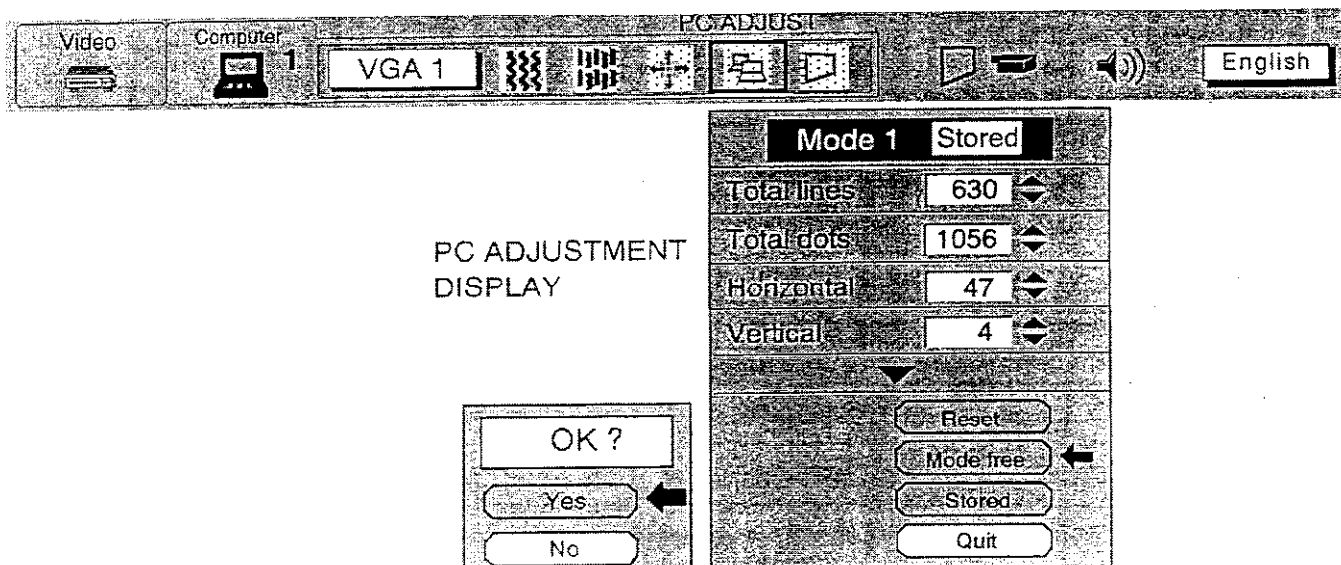 PC ADJUST
Video
Computer
1
VGA 1
English
Mode 1 Stored
Total lines 630
Total dots 1056
Horizontal 47
Vertical 4
PC ADJUSTMENT
DISPLAY
Reset
Mode free
Stored
Quit
OK ?
Yes
No